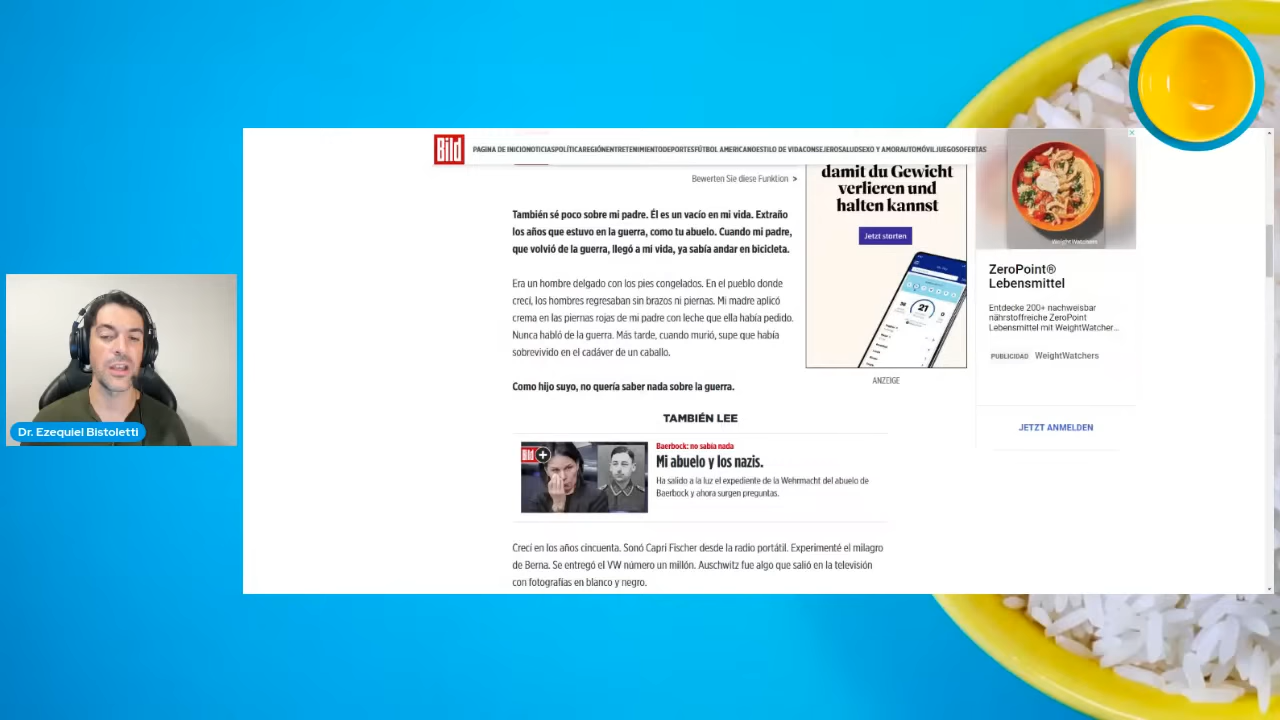 Bild
PAGINA DE INICIONOTICIASPOLÍTICAREGIÓNENTRETENIMIENTODEPORTESFÚTBOL AMERICANOESTILO DE VIDACONSEJEROSALUDSEXO Y AMORAUTOMÓVILJUEGOSOFERTAS
Bewerten Sie diese Funktion >
También sé poco sobre mi padre. Él es un vacío en mi vida. Extraño
los años que estuvo en la guerra, como tu abuelo. Cuando mi padre,
que volvió de la guerra, llegó a mi vida, ya sabía andar en bicicleta.
Era un hombre delgado con los pies congelados. En el pueblo donde
crecí, los hombres regresaban sin brazos ni piernas. Mi madre aplicó
crema en las piernas rojas de mi padre con leche que ella había pedido.
Nunca habló de la guerra. Más tarde, cuando murió, supe que había
sobrevivido en el cadáver de un caballo.
Como hijo suyo, no quería saber nada sobre la guerra.
TAMBIÉN LEE
Bild
Baerbock: no sabía nada
Mi abuelo y los nazis.
Ha salido a la luz el expediente de la Wehrmacht del abuelo de
Baerbock y ahora surgen preguntas.
Crecí en los años cincuenta. Sonó Capri Fischer desde la radio portátil. Experimenté el milagro
de Berna. Se entregó el VW número un millón. Auschwitz fue algo que salió en la televisión
con fotografías en blanco y negro.
damit du Gewicht
verlieren und
halten kannst
Jetzt starten
21
ANZEIGE
WeightWatchers
ZeroPoint®
Lebensmittel
Entdecke 200+ nachweisbar
nährstoffreiche ZeroPoint
Lebensmittel mit WeightWatcher...
PUBLICIDAD WeightWatchers
JETZT ANMELDEN
Dr. Ezequiel Bistoletti